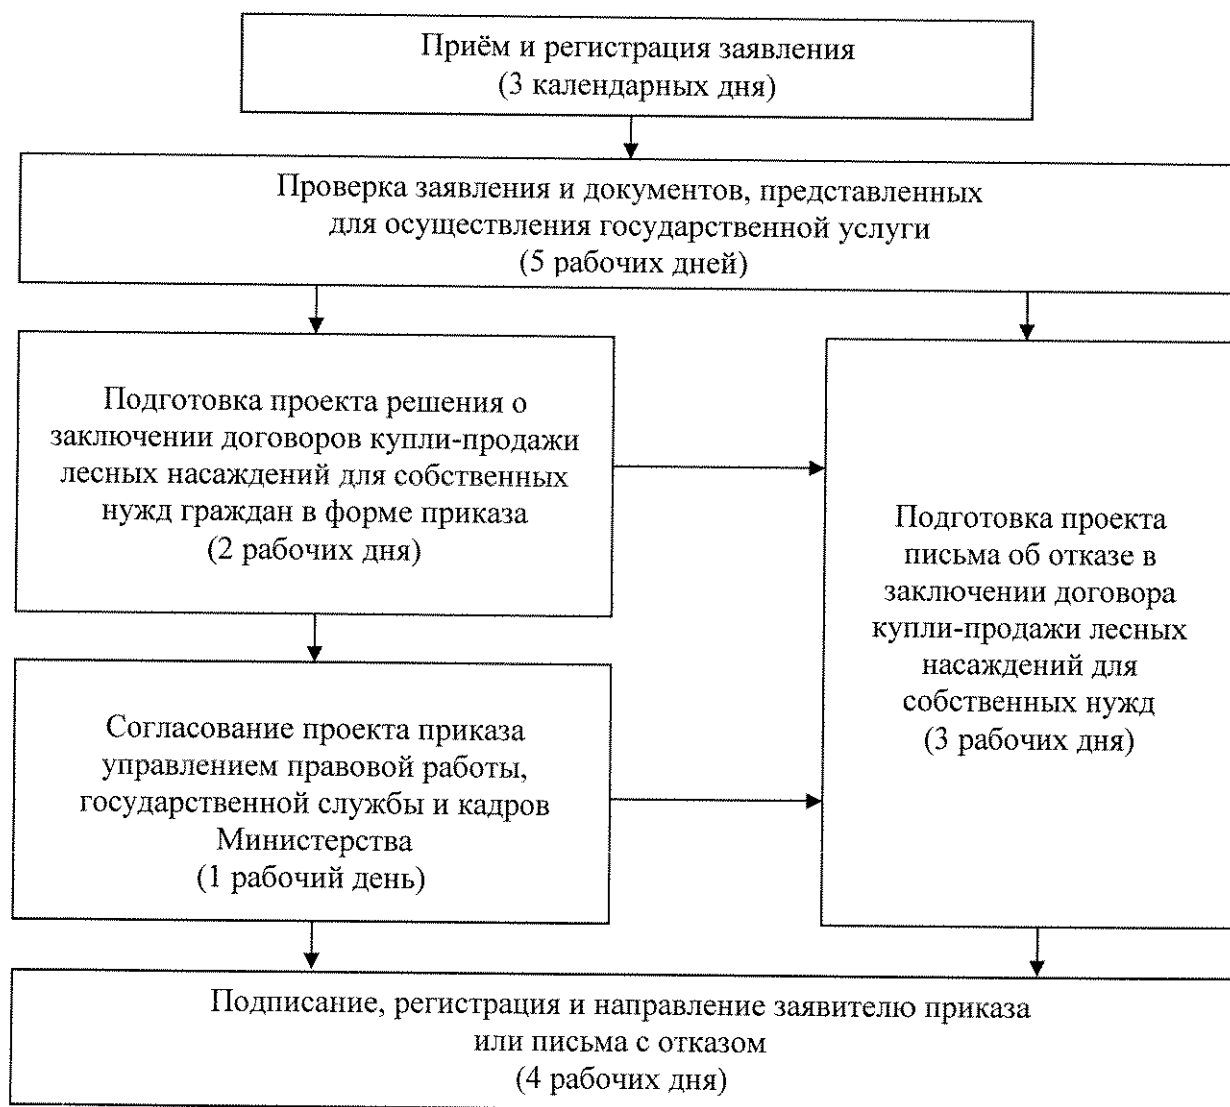 Приём и регистрация заявления
(3 календарных дня)
Проверка заявления и документов, представленных
для осуществления государственной услуги
(5 рабочих дней)
Подготовка проекта решения о
заключении договоров купли-продажи
лесных насаждений для собственных
нужд граждан в форме приказа
(2 рабочих дня)
Подготовка проекта
письма об отказе в
заключении договора
купли-продажи лесных
насаждений для
собственных нужд
(3 рабочих дня)
Согласование проекта приказа
управлением правовой работы,
государственной службы и кадров
Министерства
(1 рабочий день)
Подписание, регистрация и направление заявителю приказа
или письма с отказом
(4 рабочих дня)